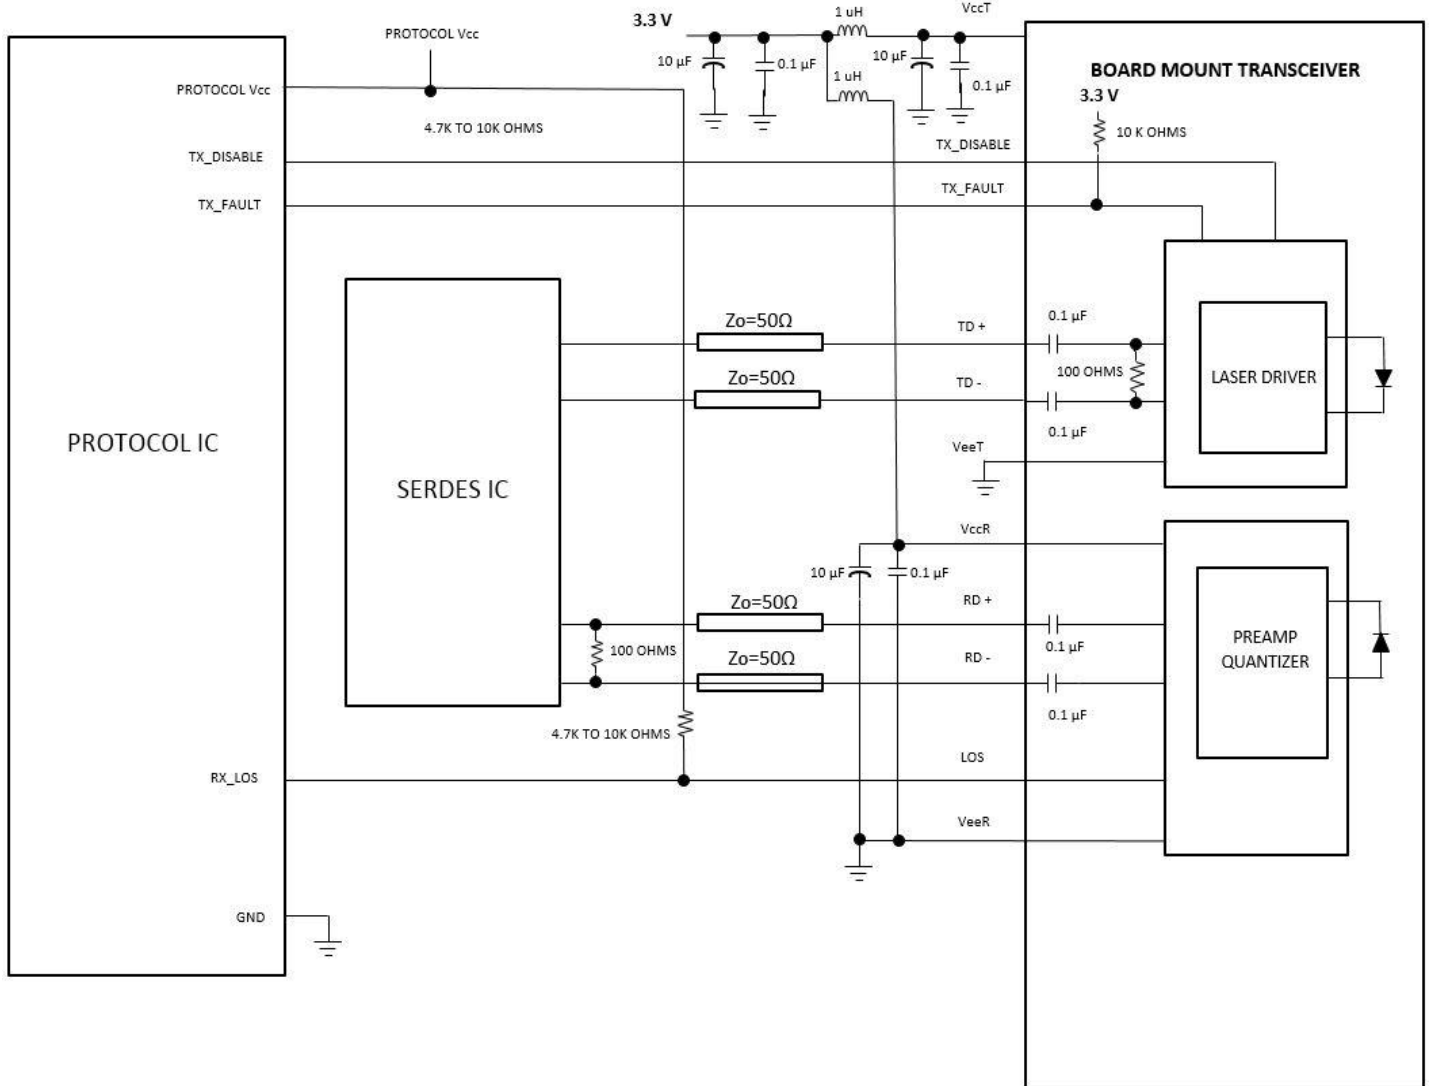 1 uH
VccT
3.3 V
PROTOCOL Vcc
10 µF
0.1 µF
10 µF
0.1 µF
1 uH
BOARD MOUNT TRANSCEIVER
3.3 V
PROTOCOL Vcc
4.7K TO 10K OHMS
10 K OHMS
TX_DISABLE
TX_DISABLE
TX_FAULT
TX_FAULT
Zo=50Ω
TD +
0.1 µF
Zo=50Ω
TD -
100 OHMS
LASER DRIVER
0.1 µF
PROTOCOL IC
VeeT
SERDES IC
VccR
10 µF
0.1 µF
Zo=50Ω
RD +
100 OHMS
Zo=50Ω
RD -
0.1 µF
PREAMP
QUANTIZER
0.1 µF
4.7K TO 10K OHMS
LOS
RX_LOS
VeeR
GND